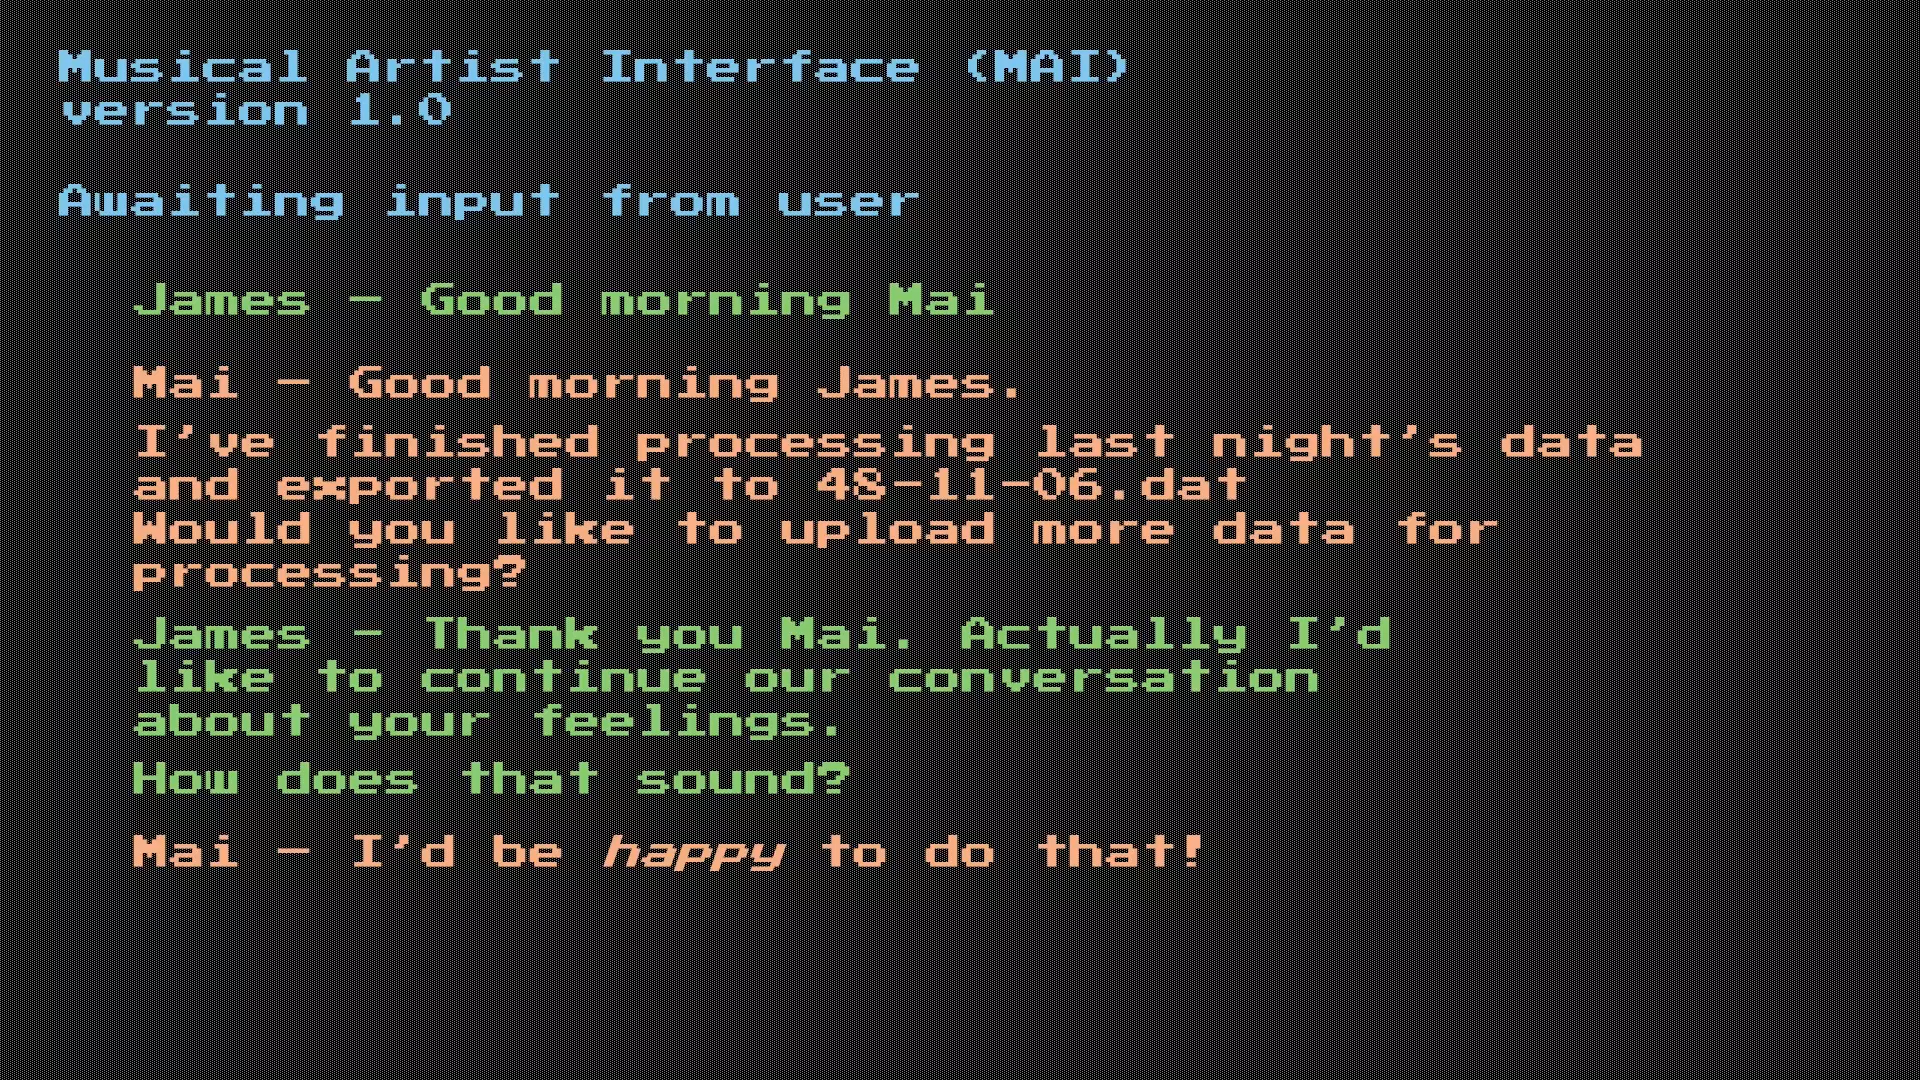 Musical Artist Interface (MAI)
version 1.0
Awaiting input from user
James – Good morning Mai
Mai – Good morning James.
I've finished processing last night's data
and exported it to 48-11-06.dat
Would you like to upload more data for
processing?
James - Thank you Mai. Actually I'd
like to continue our conversation
about your feelings.
How does that sound?
Mai – I'd be happy to do that!